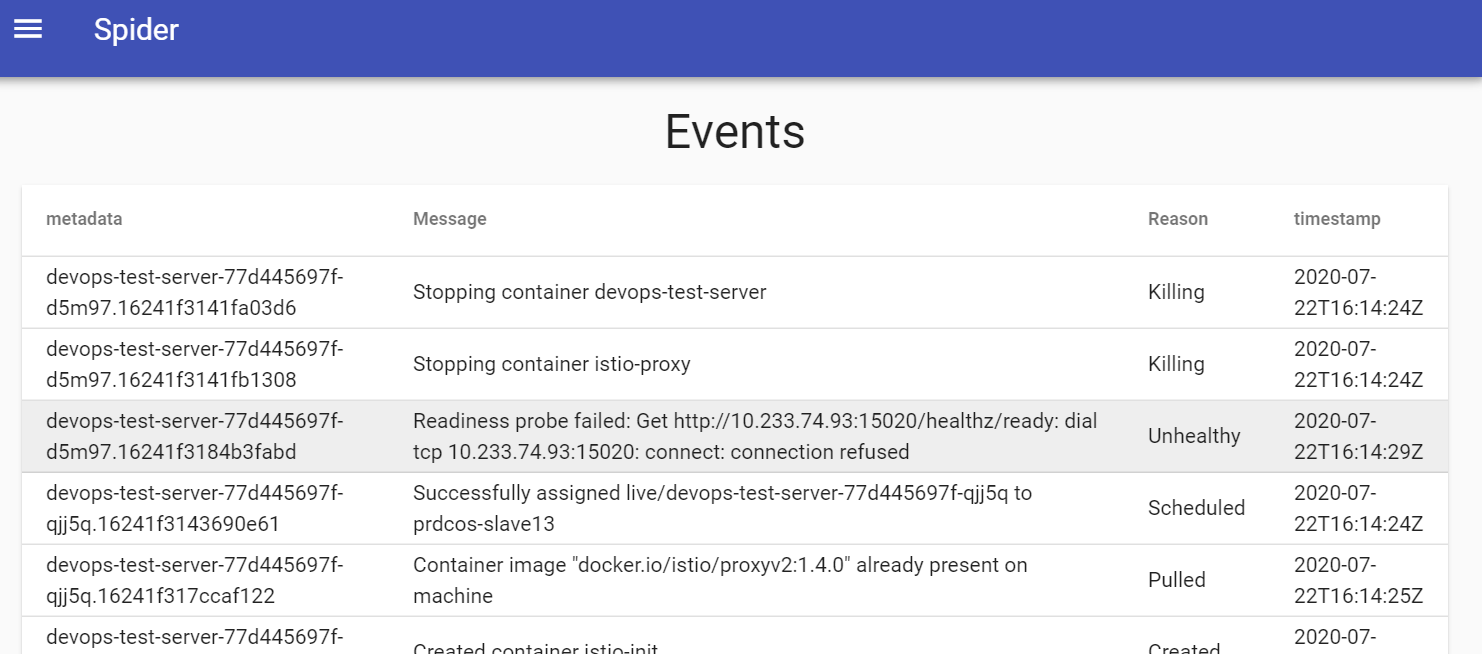 Spider
Events
metadata Message Reason timestamp
devops-test-server-77d445697f- 2020-07-
Stopping container devops-test-server Killing
d5m97.16241f3141fa03d6 22T16:14:24Z
devops-test-server-77d445697f- 2020-07-
Stopping container istio-proxy Killing
d5m97.16241f3141fb1308 22T16:14:24Z
devops-test-server-77d445697f- Readiness probe failed: Get http://10.233.74.93:15020/healthz/ready: dial 2020-07-
Unhealthy
d5m97.16241f3184b3fabd tcp 10.233.74.93:15020: connect: connection refused 22T16:14:29Z
devops-test-server-77d445697f- Successfully assigned live/devops-test-server-77d445697f-qjj5q to 2020-07-
Scheduled
qjj5q.16241f3143690e61 prdcos-slave13 22T16:14:24Z
devops-test-server-77d445697f- Container image "docker.io/istio/proxyv2:1.4.0" already present on 2020-07-
Pulled
qjj5q.16241f317ccaf122 machine 22T16:14:25Z
devops-test-server-77d445697f- 2020-07-
Created container istio-init Created